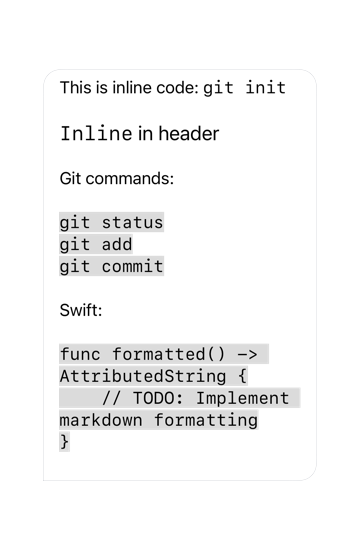 This is inline code: git init
Inline in header
Git commands:
git status
git add
git commit
Swift:
func formatted() ->
AttributedString {
    // TODO: Implement
markdown formatting
}